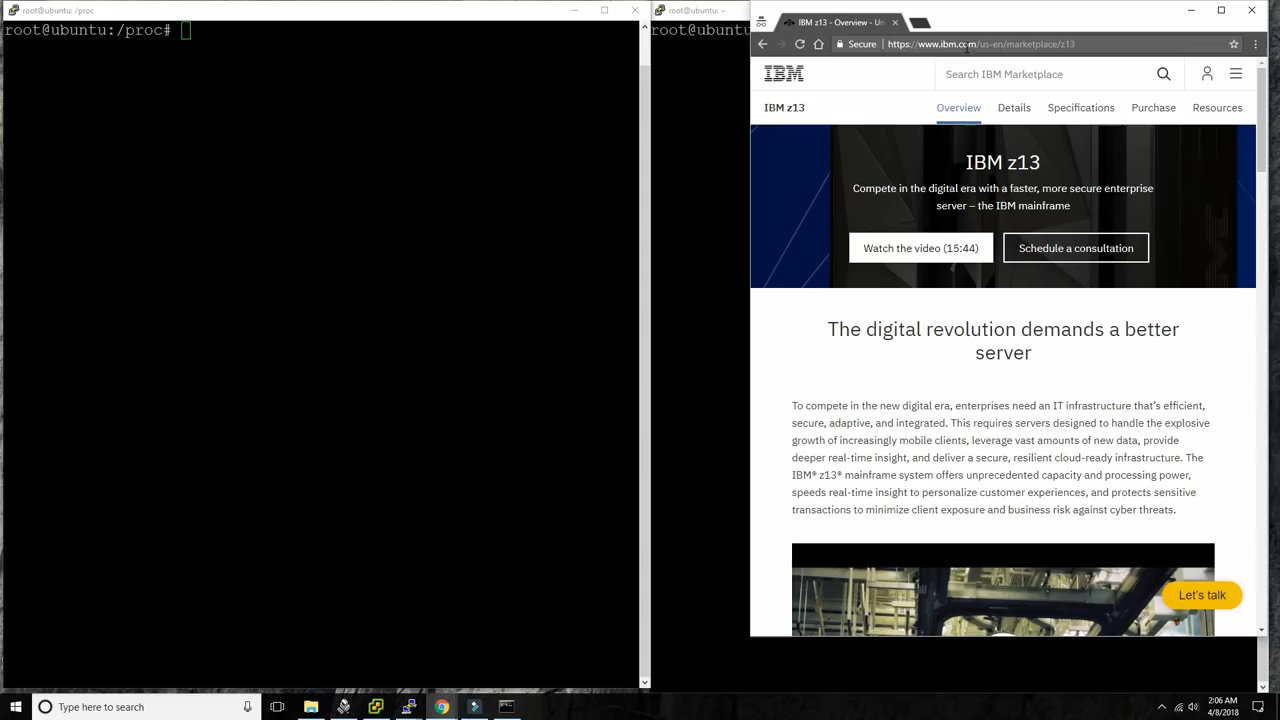 root@ubuntu: /proc
root@ubuntu:/proc#
root@ubuntu: ~
root@ubuntu
IBM z13 - Overview - Un
Secure
https://www.ibm.com/us-en/marketplace/z13
IBM
Search IBM Marketplace
IBM z13
Overview
Details
Specifications
Purchase
Resources
IBM z13
Compete in the digital era with a faster, more secure enterprise
server – the IBM mainframe
Watch the video (15:44)
Schedule a consultation
The digital revolution demands a better
server
To compete in the new digital era, enterprises need an IT infrastructure that's efficient,
secure, adaptive, and integrated. This requires servers designed to handle the explosive
growth of increasingly mobile clients, leverage vast amounts of new data, provide
deeper real-time insight, and deliver a secure, resilient cloud-ready infrastructure. The
IBM® z13® mainframe system offers unprecedented capacity and processing power,
speeds real-time insight to personalize customer experiences, and protects sensitive
transactions to minimize client exposure and business risk against cyber threats.
Let's talk
Type here to search
2:06 AM
4/8/2018